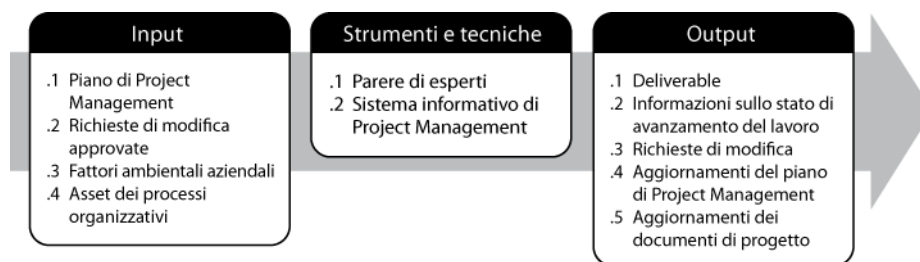 Input
.1 Piano di Project
Management
.2 Richieste di modifica
approvate
.3 Fattori ambientali aziendali
.4 Asset dei processi
organizzativi
Strumenti e tecniche
.1 Parere di esperti
.2 Sistema informativo di
Project Management
Output
.1 Deliverable
.2 Informazioni sullo stato di
avanzamento del lavoro
.3 Richieste di modifica
.4 Aggiornamenti del piano
di Project Management
.5 Aggiornamenti dei
documenti di progetto